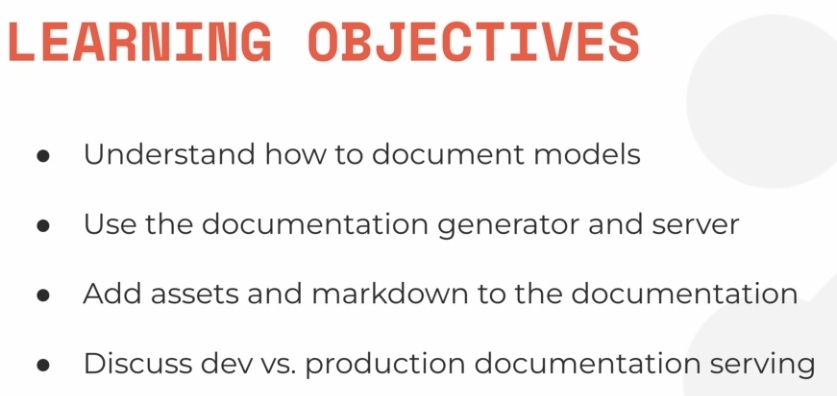 LEARNING OBJECTIVES
● Understand how to document models
● Use the documentation generator and server
● Add assets and markdown to the documentation
● Discuss dev vs. production documentation serving